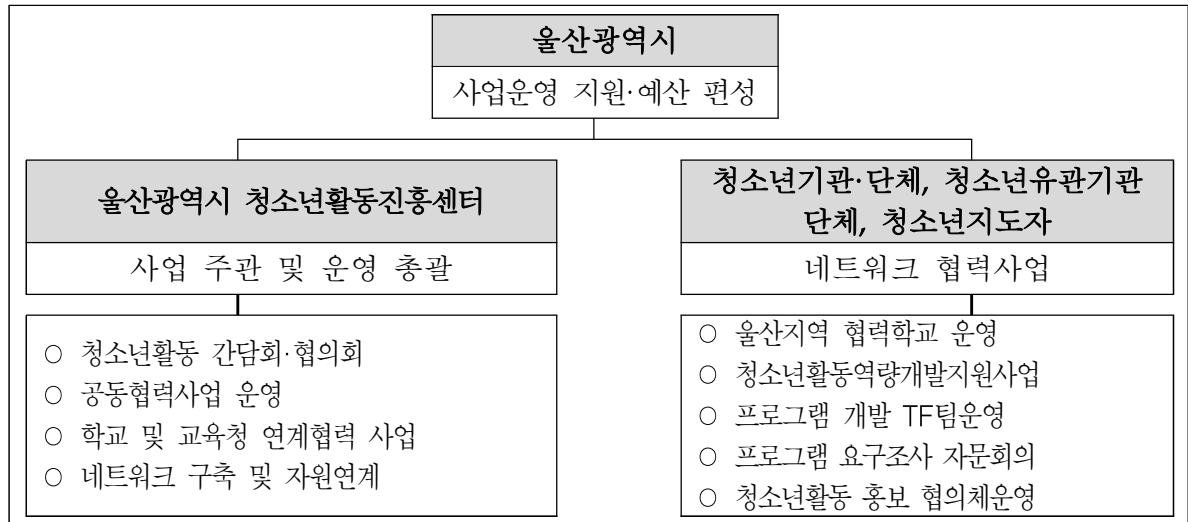 울산광역시
사업운영 지원·예산 편성
울산광역시 청소년활동진흥센터
사업 주관 및 운영 총괄
○ 청소년활동 간담회·협의회
○ 공동협력사업 운영
○ 학교 및 교육청 연계협력 사업
○ 네트워크 구축 및 자원연계
청소년기관·단체, 청소년유관기관
단체, 청소년지도자
네트워크 협력사업
○ 울산지역 협력학교 운영
○ 청소년활동역량개발지원사업
○ 프로그램 개발 TF팀운영
○ 프로그램 요구조사 자문회의
○ 청소년활동 홍보 협의체운영